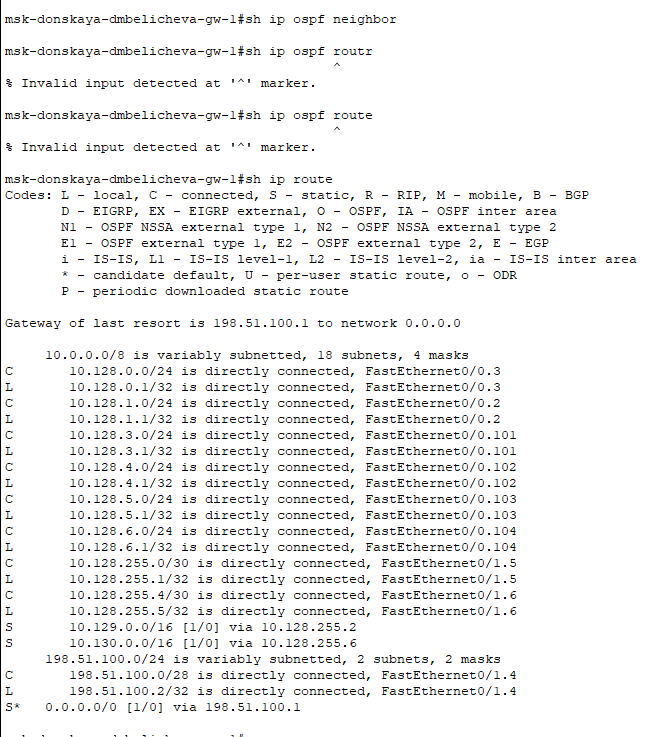 msk-donskaya-dmbelicheva-gw-1#sh ip ospf neighbor
msk-donskaya-dmbelicheva-gw-1#sh ip ospf routr
^
% Invalid input detected at '^' marker.
msk-donskaya-dmbelicheva-gw-1#sh ip ospf route
^
% Invalid input detected at '^' marker.
msk-donskaya-dmbelicheva-gw-1#sh ip route
Codes: L - local, C - connected, S - static, R - RIP, M - mobile, B - BGP
D - EIGRP, EX - EIGRP external, O - OSPF, IA - OSPF inter area
N1 - OSPF NSSA external type 1, N2 - OSPF NSSA external type 2
E1 - OSPF external type 1, E2 - OSPF external type 2, E - EGP
i - IS-IS, L1 - IS-IS level-1, L2 - IS-IS level-2, ia - IS-IS inter area
* - candidate default, U - per-user static route, o - ODR
P - periodic downloaded static route
Gateway of last resort is 198.51.100.1 to network 0.0.0.0
10.0.0.0/8 is variably subnetted, 18 subnets, 4 masks
C 10.128.0.0/24 is directly connected, FastEthernet0/0.3
L 10.128.0.1/32 is directly connected, FastEthernet0/0.3
C 10.128.1.0/24 is directly connected, FastEthernet0/0.2
L 10.128.1.1/32 is directly connected, FastEthernet0/0.2
C 10.128.3.0/24 is directly connected, FastEthernet0/0.101
L 10.128.3.1/32 is directly connected, FastEthernet0/0.101
C 10.128.4.0/24 is directly connected, FastEthernet0/0.102
L 10.128.4.1/32 is directly connected, FastEthernet0/0.102
C 10.128.5.0/24 is directly connected, FastEthernet0/0.103
L 10.128.5.1/32 is directly connected, FastEthernet0/0.103
C 10.128.6.0/24 is directly connected, FastEthernet0/0.104
L 10.128.6.1/32 is directly connected, FastEthernet0/0.104
C 10.128.255.0/30 is directly connected, FastEthernet0/1.5
L 10.128.255.1/32 is directly connected, FastEthernet0/1.5
C 10.128.255.4/30 is directly connected, FastEthernet0/1.6
L 10.128.255.5/32 is directly connected, FastEthernet0/1.6
S 10.129.0.0/16 [1/0] via 10.128.255.2
S 10.130.0.0/16 [1/0] via 10.128.255.6
198.51.100.0/24 is variably subnetted, 2 subnets, 2 masks
C 198.51.100.0/28 is directly connected, FastEthernet0/1.4
L 198.51.100.2/32 is directly connected, FastEthernet0/1.4
S* 0.0.0.0/0 [1/0] via 198.51.100.1